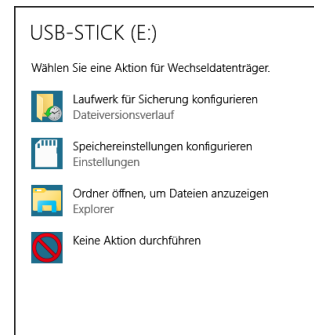 USB-STICK (E:)
Wählen Sie eine Aktion für Wechseldatenträger.
Laufwerk für Sicherung konfigurieren
Dateiversionsverlauf
Speichereinstellungen konfigurieren
Einstellungen
Ordner öffnen, um Dateien anzuzeigen
Explorer
Keine Aktion durchführen